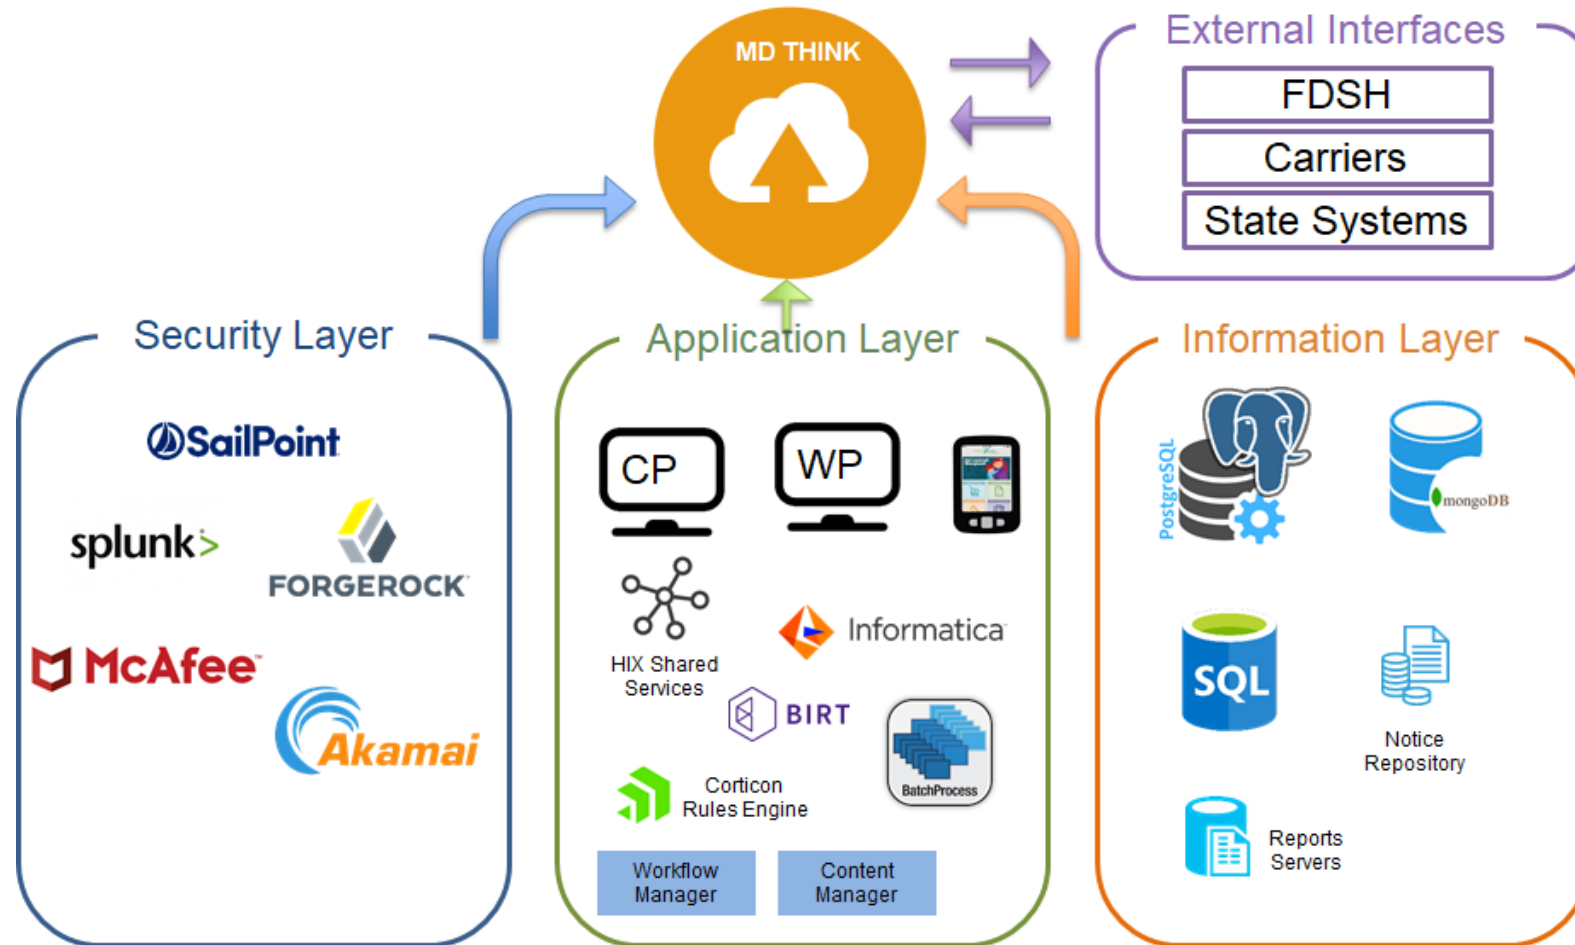 MD THINK
External Interfaces
FDSH
Carriers
State Systems
Security Layer
SailPoint
splunk>
FORGEROCK
McAfee™
Akamai
Application Layer
CP
WP
HIX Shared
Services
Informatica
BIRT
BatchProcess
Corticon
Rules Engine
Workflow
Manager
Content
Manager
Information Layer
PostgreSQL
mongoDB
SQL
Notice
Repository
Reports
Servers